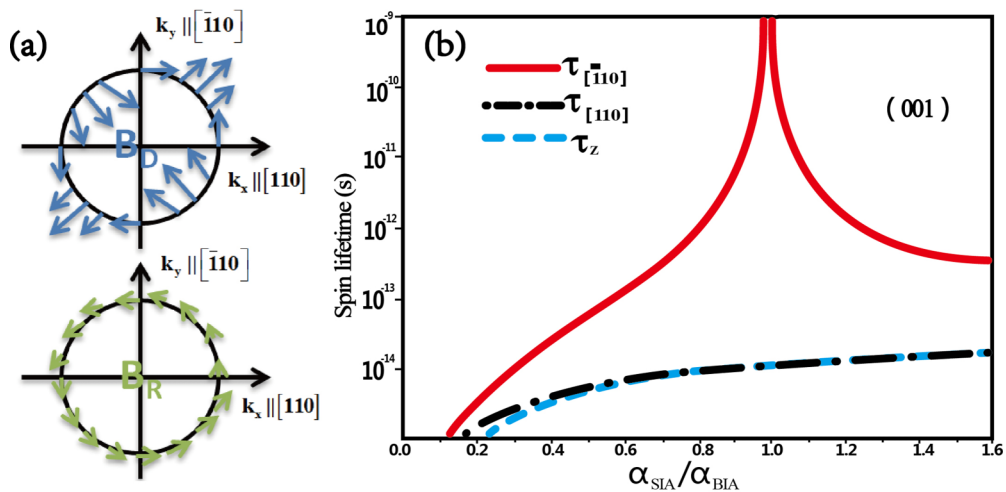 (a)
k_y || [1̄10]
B_D
k_x || [110]
k_y || [1̄10]
B_R
k_x || [110]
(b)
Spin lifetime (s)
10^-9
10^-10
10^-11
10^-12
10^-13
10^-14
τ_[1̄10]
τ_[110]
τ_z
(001)
0.0 0.2 0.4 0.6 0.8 1.0 1.2 1.4 1.6
α_SIA/α_BIA